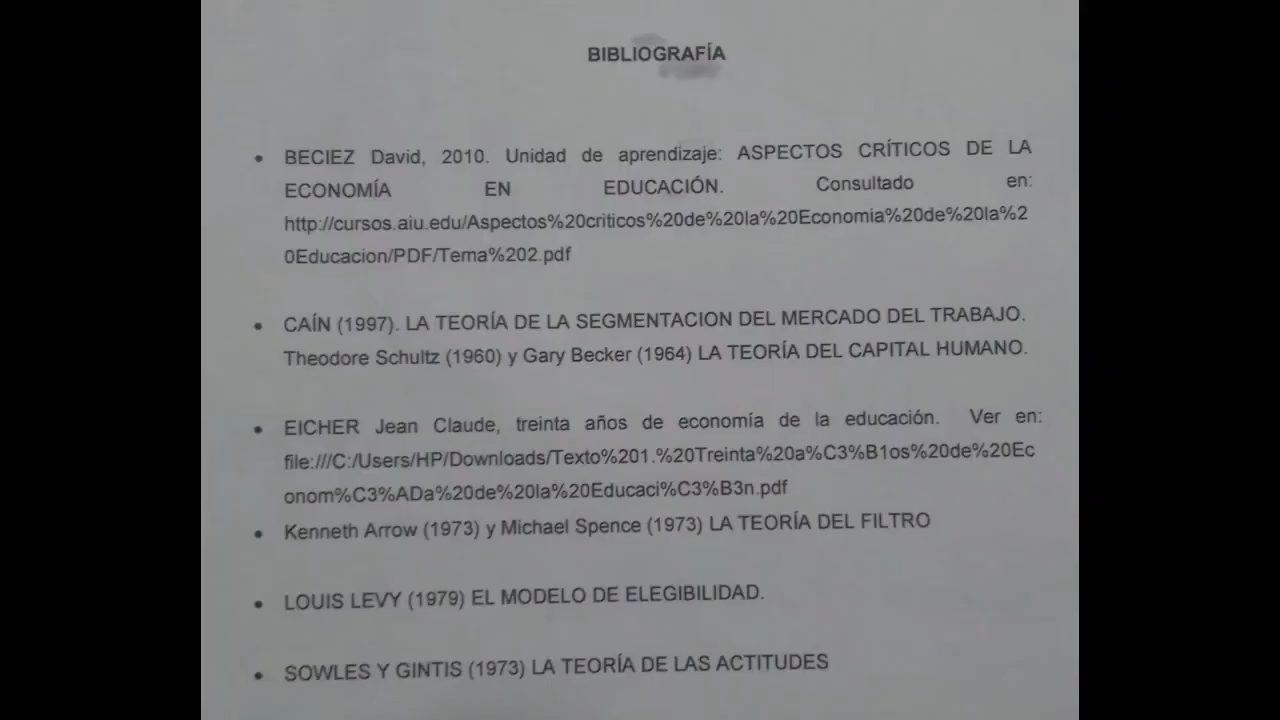 BIBLIOGRAFÍA
• BECIEZ David, 2010. Unidad de aprendizaje: ASPECTOS CRÍTICOS DE LA
ECONOMÍA EN EDUCACIÓN. Consultado en:
http://cursos.aiu.edu/Aspectos%20criticos%20de%20la%20Economia%20de%20la%2
0Educacion/PDF/Tema%202.pdf
• CAÍN (1997). LA TEORÍA DE LA SEGMENTACION DEL MERCADO DEL TRABAJO.
Theodore Schultz (1960) y Gary Becker (1964) LA TEORÍA DEL CAPITAL HUMANO.
• EICHER Jean Claude, treinta años de economía de la educación. Ver en:
file:///C:/Users/HP/Downloads/Texto%201.%20Treinta%20a%C3%B1os%20de%20Ec
onom%C3%ADa%20de%20la%20Educaci%C3%B3n.pdf
• Kenneth Arrow (1973) y Michael Spence (1973) LA TEORÍA DEL FILTRO
• LOUIS LEVY (1979) EL MODELO DE ELEGIBILIDAD.
• SOWLES Y GINTIS (1973) LA TEORÍA DE LAS ACTITUDES